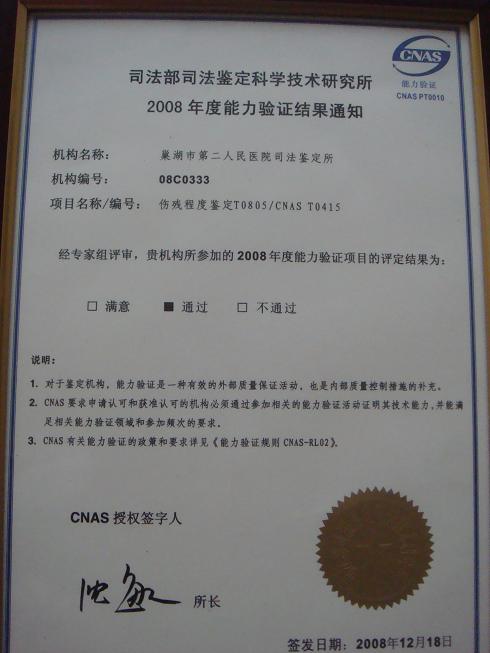 CNAS
能力验证
CNAS PT0010
司法部司法鉴定科学技术研究所
2008 年度能力验证结果通知
机构名称： 巢湖市第二人民医院司法鉴定所
机构编号： 08C0333
项目名称/编号： 伤残程度鉴定T0805/CNAS T0415
经专家组评审，贵机构所参加的 2008 年度能力验证项目的评定结果为：
□ 满意 ■ 通过 □ 不通过
说明：
1. 对于鉴定机构，能力验证是一种有效的外部质量保证活动，也是内部质量控制措施的补充。
2. CNAS 要求申请认可和获准认可的机构必须通过参加相关的能力验证活动证明其技术能力，并能满
足相关能力验证领域和参加频次的要求。
3. CNAS 有关能力验证的政策和要求详见《能力验证规则 CNAS-RL02》。
CNAS 授权签字人
沈敏 所长
签发日期：2008年12月18日